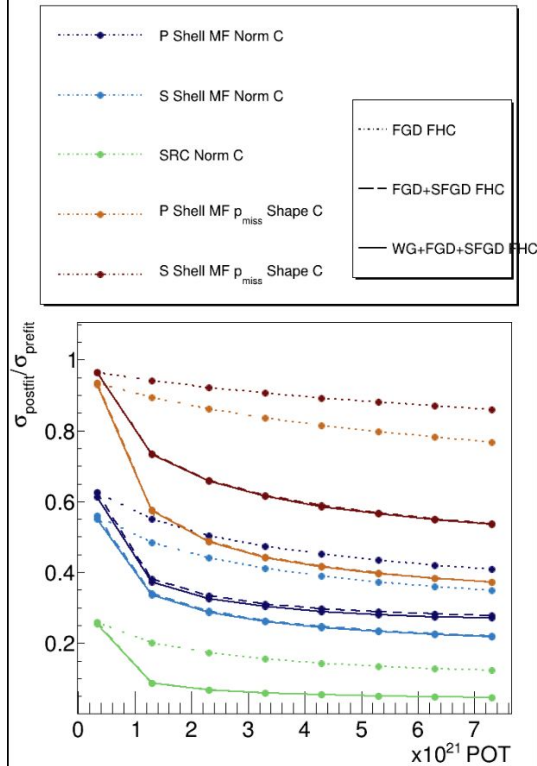 P Shell MF Norm C
S Shell MF Norm C
SRC Norm C
P Shell MF pmiss Shape C
S Shell MF pmiss Shape C
FGD FHC
FGD+SFGD FHC
WG+FGD+SFGD FHC
σpostfit/σprefit
1
0.8
0.6
0.4
0.2
0 1 2 3 4 5 6 7
×10²¹ POT